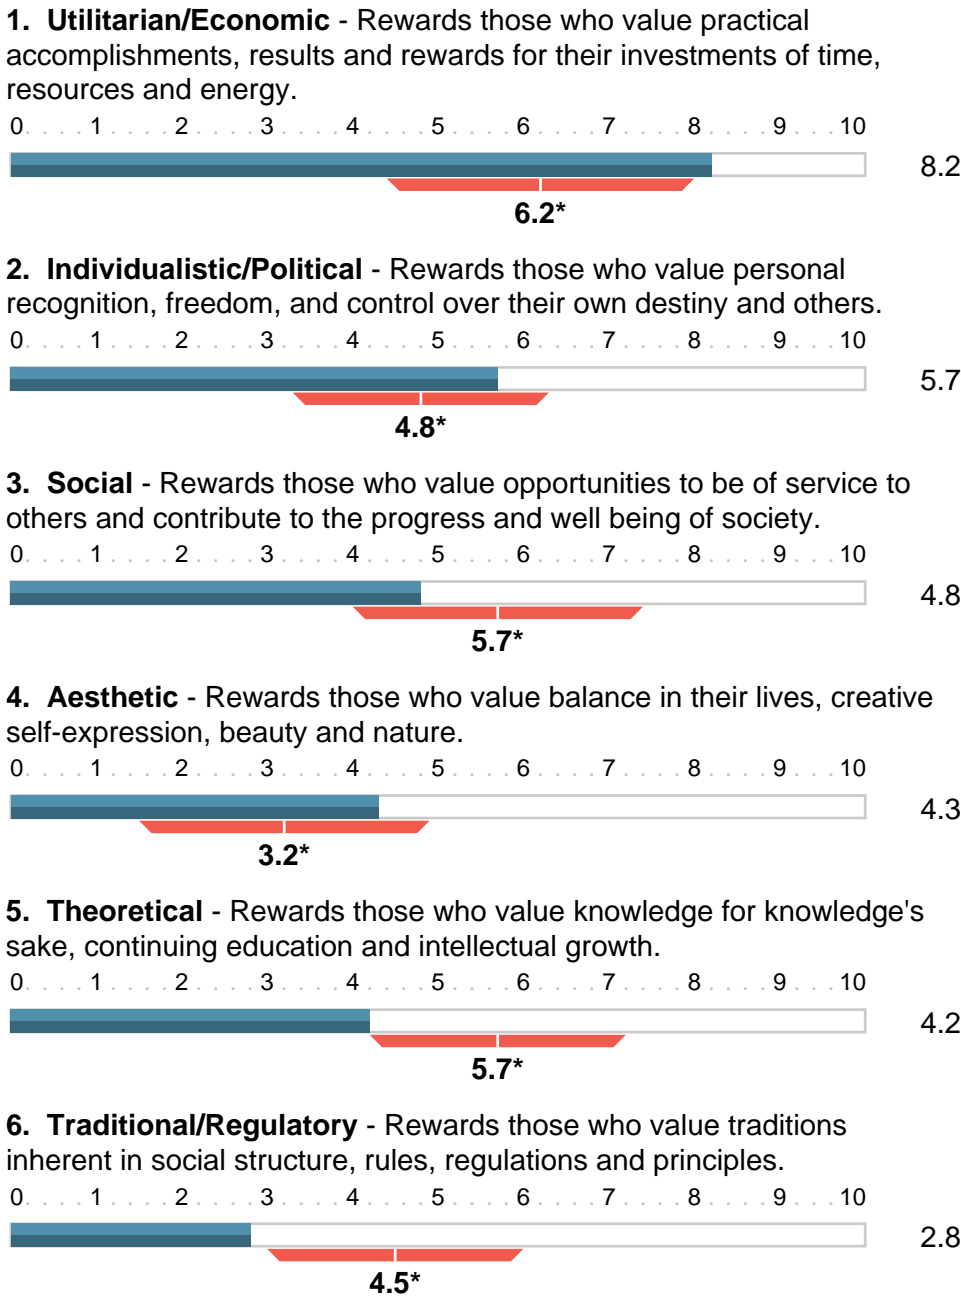 1. Utilitarian/Economic - Rewards those who value practical
accomplishments, results and rewards for their investments of time,
resources and energy.
0. . . . 1 . . . . 2 . . . . 3 . . . . 4 . . . . 5 . . . . 6 . . . . 7 . . . . 8 . . . . 9 . . . 10
8.2
6.2*
2. Individualistic/Political - Rewards those who value personal
recognition, freedom, and control over their own destiny and others.
0. . . . 1 . . . . 2 . . . . 3 . . . . 4 . . . . 5 . . . . 6 . . . . 7 . . . . 8 . . . . 9 . . . 10
5.7
4.8*
3. Social - Rewards those who value opportunities to be of service to
others and contribute to the progress and well being of society.
0. . . . 1 . . . . 2 . . . . 3 . . . . 4 . . . . 5 . . . . 6 . . . . 7 . . . . 8 . . . . 9 . . . 10
4.8
5.7*
4. Aesthetic - Rewards those who value balance in their lives, creative
self-expression, beauty and nature.
0. . . . 1 . . . . 2 . . . . 3 . . . . 4 . . . . 5 . . . . 6 . . . . 7 . . . . 8 . . . . 9 . . . 10
4.3
3.2*
5. Theoretical - Rewards those who value knowledge for knowledge's
sake, continuing education and intellectual growth.
0. . . . 1 . . . . 2 . . . . 3 . . . . 4 . . . . 5 . . . . 6 . . . . 7 . . . . 8 . . . . 9 . . . 10
4.2
5.7*
6. Traditional/Regulatory - Rewards those who value traditions
inherent in social structure, rules, regulations and principles.
0. . . . 1 . . . . 2 . . . . 3 . . . . 4 . . . . 5 . . . . 6 . . . . 7 . . . . 8 . . . . 9 . . . 10
2.8
4.5*